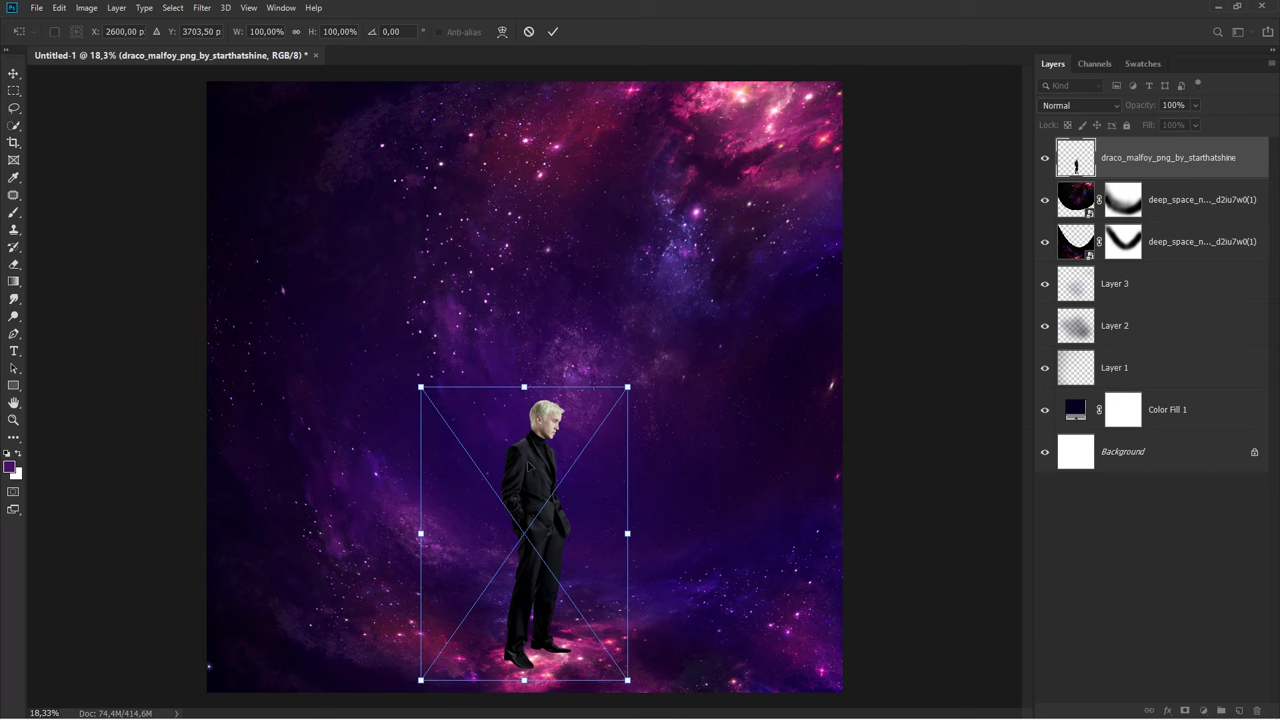 Ps File Edit Image Layer Type Select Filter 3D View Window Help
X: 2600,00 p: Δ Y: 3703,50 p: W: 100,00% H: 100,00% 0,00 ° Anti-alias
Untitled-1 @ 18,3% (draco_malfoy_png_by_starthatshine, RGB/8) * ×
Layers Channels Swatches
Kind
Normal Opacity: 100%
Lock: Fill: 100%
draco_malfoy_png_by_starthatshine
deep_space_n..._d2iu7w0(1)
deep_space_n..._d2iu7w0(1)
Layer 3
Layer 2
Layer 1
Color Fill 1
Background
18,33% Doc: 74,4M/414,6M